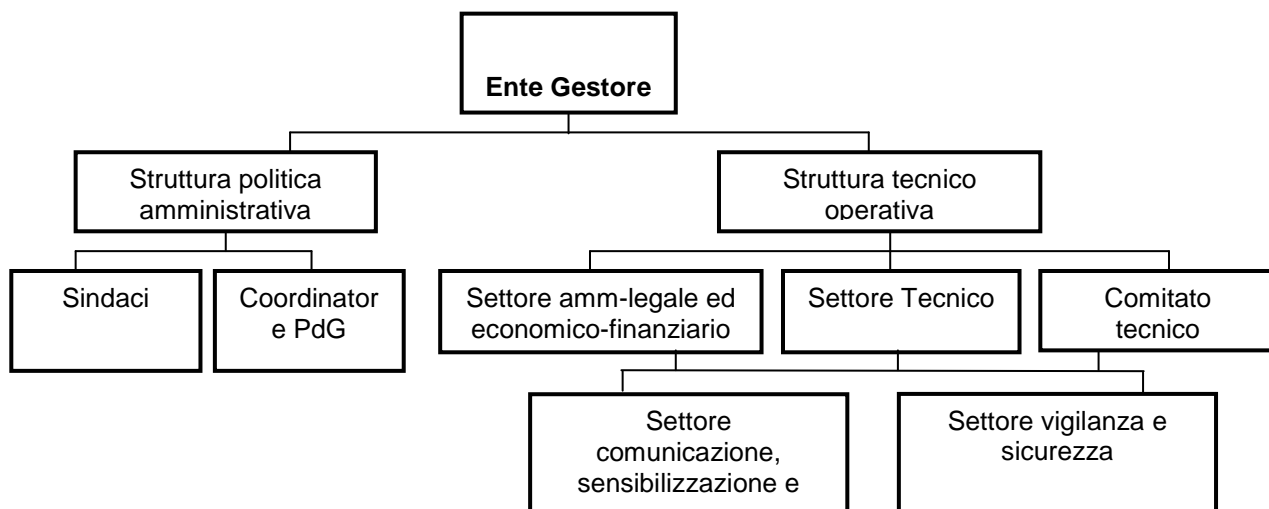 Ente Gestore
Struttura politica
amministrativa
Struttura tecnico
operativa
Sindaci
Coordinator
e PdG
Settore amm-legale ed
economico-finanziario
Settore Tecnico
Comitato
tecnico
Settore
comunicazione,
sensibilizzazione e
Settore vigilanza e
sicurezza